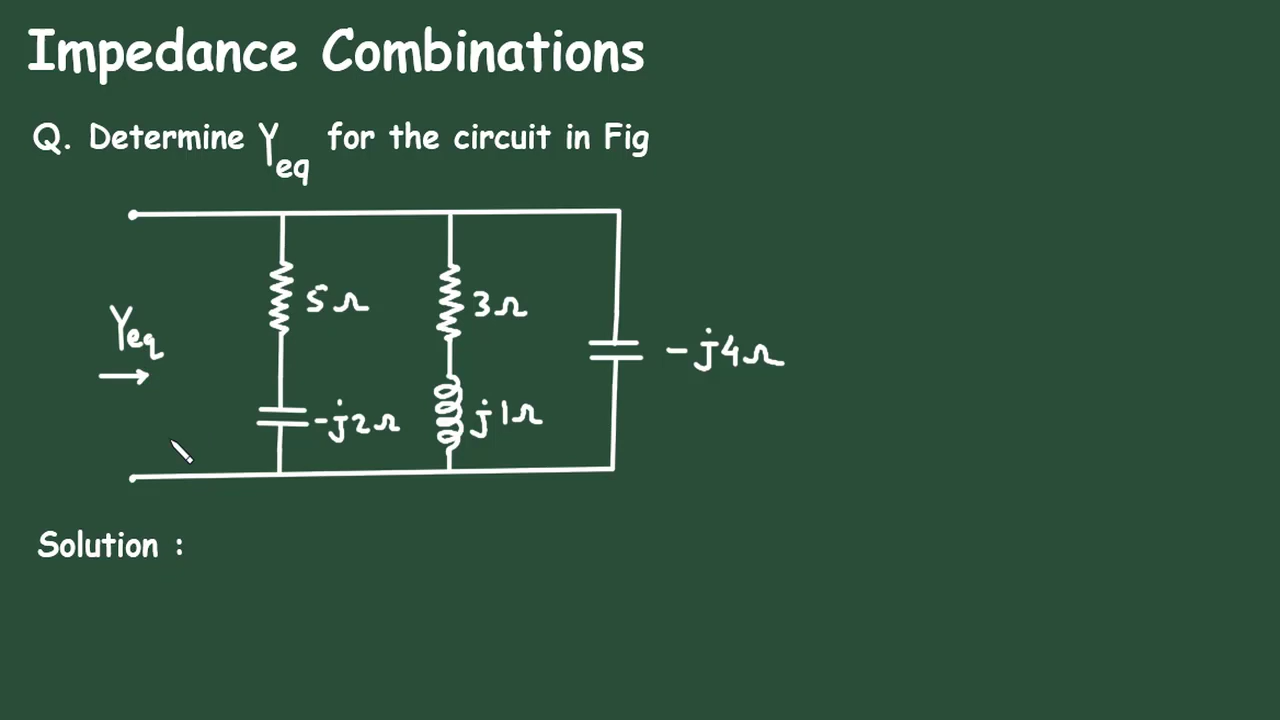 Impedance Combinations
Q. Determine Yeq for the circuit in Fig
5Ω
3Ω
Yeq
-j4Ω
-j2Ω
j1Ω
Solution :